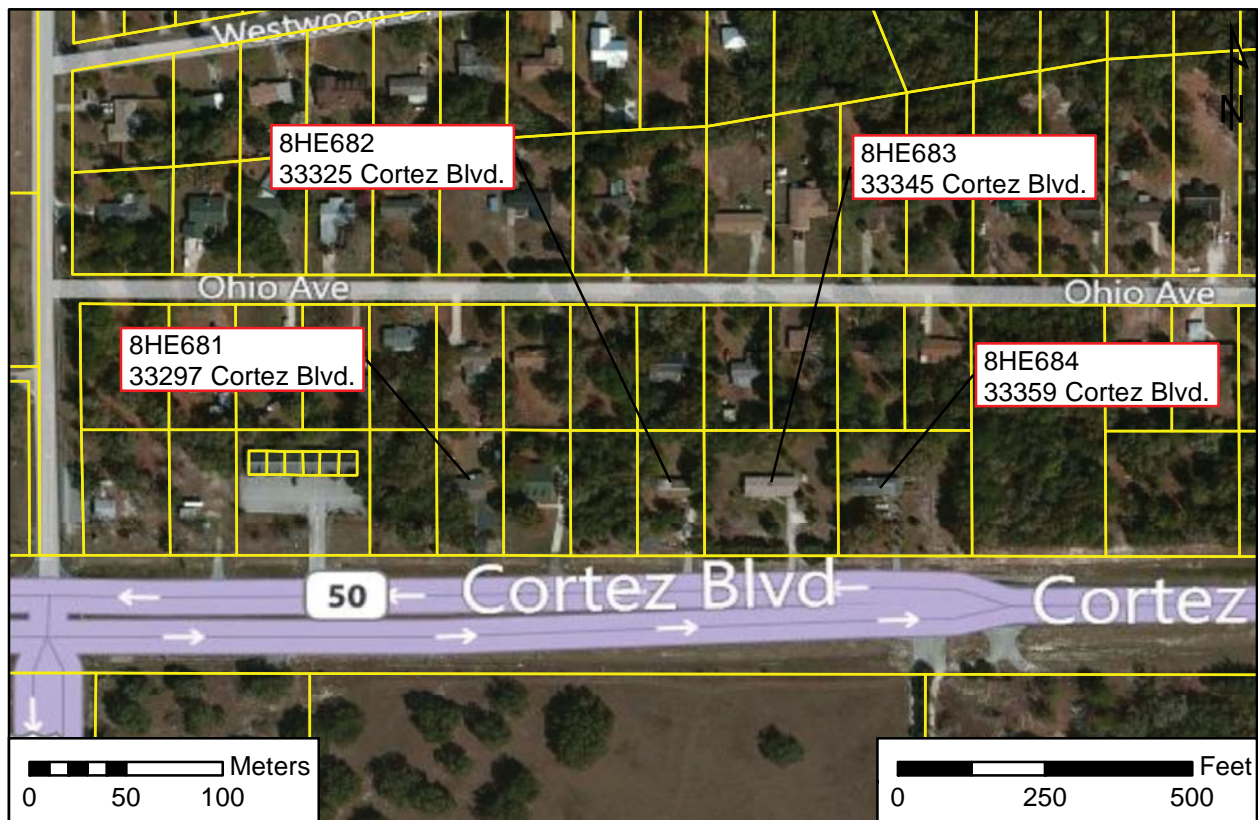 Westwood Dr
N
8HE682
33325 Cortez Blvd.
8HE683
33345 Cortez Blvd.
Ohio Ave
Ohio Ave
8HE681
33297 Cortez Blvd.
8HE684
33359 Cortez Blvd.
50
Cortez Blvd
Cortez
Meters
0 50 100
Feet
0 250 500